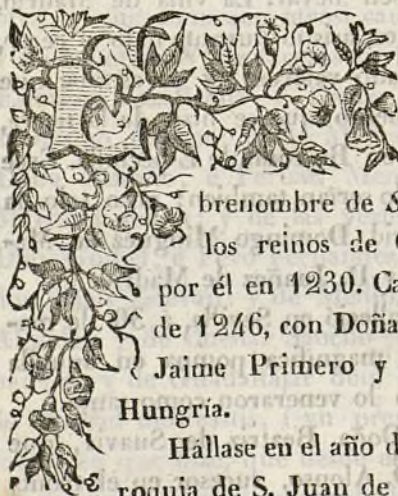 E
brenombre de S
los reinos de
por él en 1230. Ca
de 1246, con Doña
Jaime Primero y
Hungría.
Hállase en el año d
roquia de S. Juan de